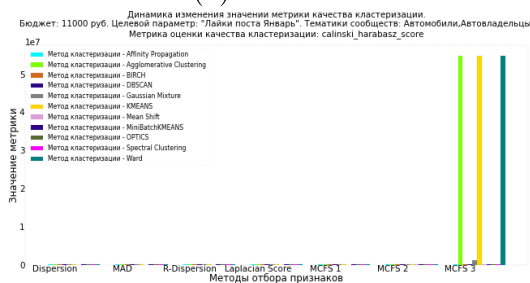 Динамика изменения значений метрики качества кластеризации.
Бюджет: 11000 руб. Целевой параметр: "Лайки поста Январь". Тематики сообществ: Автомобили,Автовладельцы
Метрика оценки качества кластеризации: calinski_harabasz_score
1e7
Метод кластеризации - Affinity Propagation
Метод кластеризации - Agglomerative Clustering
Метод кластеризации - BIRCH
Метод кластеризации - DBSCAN
Метод кластеризации - Gaussian Mixture
Метод кластеризации - KMEANS
Метод кластеризации - Mean Shift
Метод кластеризации - MiniBatchKMEANS
Метод кластеризации - OPTICS
Метод кластеризации - Spectral Clustering
Метод кластеризации - Ward
Значение метрики
5
4
3
2
1
0
Dispersion MAD R-Dispersion Laplacian Score MCFS 1 MCFS 2 MCFS 3
Методы отбора признаков